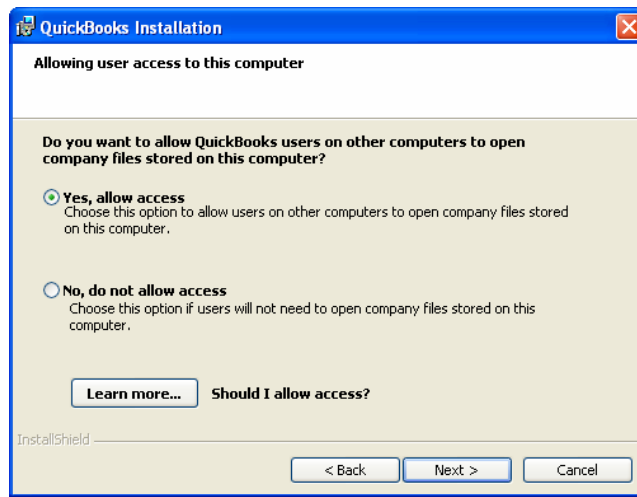 QuickBooks Installation
Allowing user access to this computer
Do you want to allow QuickBooks users on other computers to open
company files stored on this computer?
Yes, allow access
Choose this option to allow users on other computers to open company files stored
on this computer.
No, do not allow access
Choose this option if users will not need to open company files stored on this
computer.
Learn more... Should I allow access?
InstallShield
< Back Next > Cancel